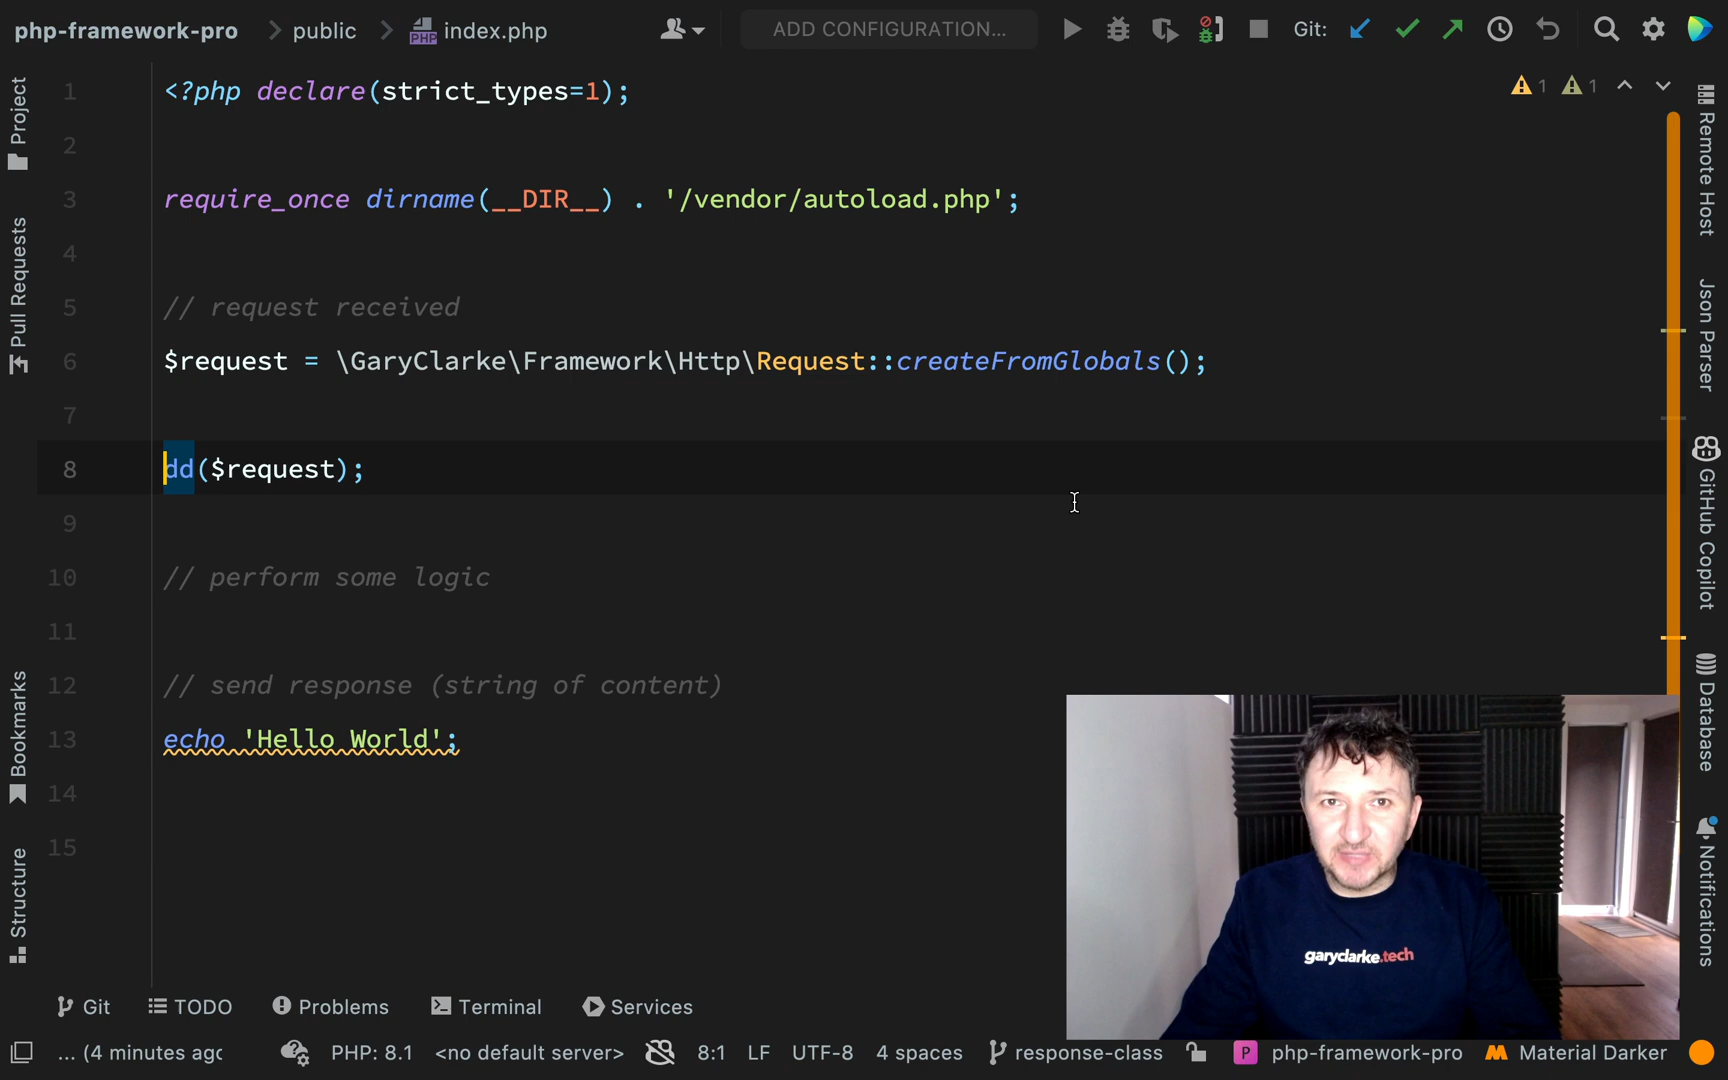 php-framework-pro > public > index.php
ADD CONFIGURATION...
Git:
1 <?php declare(strict_types=1);
2
3 require_once dirname(__DIR__) . '/vendor/autoload.php';
4
5 // request received
6 $request = \GaryClarke\Framework\Http\Request::createFromGlobals();
7
8 dd($request);
9
10 // perform some logic
11
12 // send response (string of content)
13 echo 'Hello World';
14
15
1 1
Project
Pull Requests
Bookmarks
Structure
Remote Host
Json Parser
GitHub Copilot
Database
Notifications
garyclarke.tech
Git TODO Problems Terminal Services
... (4 minutes ago PHP: 8.1 <no default server> 8:1 LF UTF-8 4 spaces response-class P php-framework-pro Material Darker